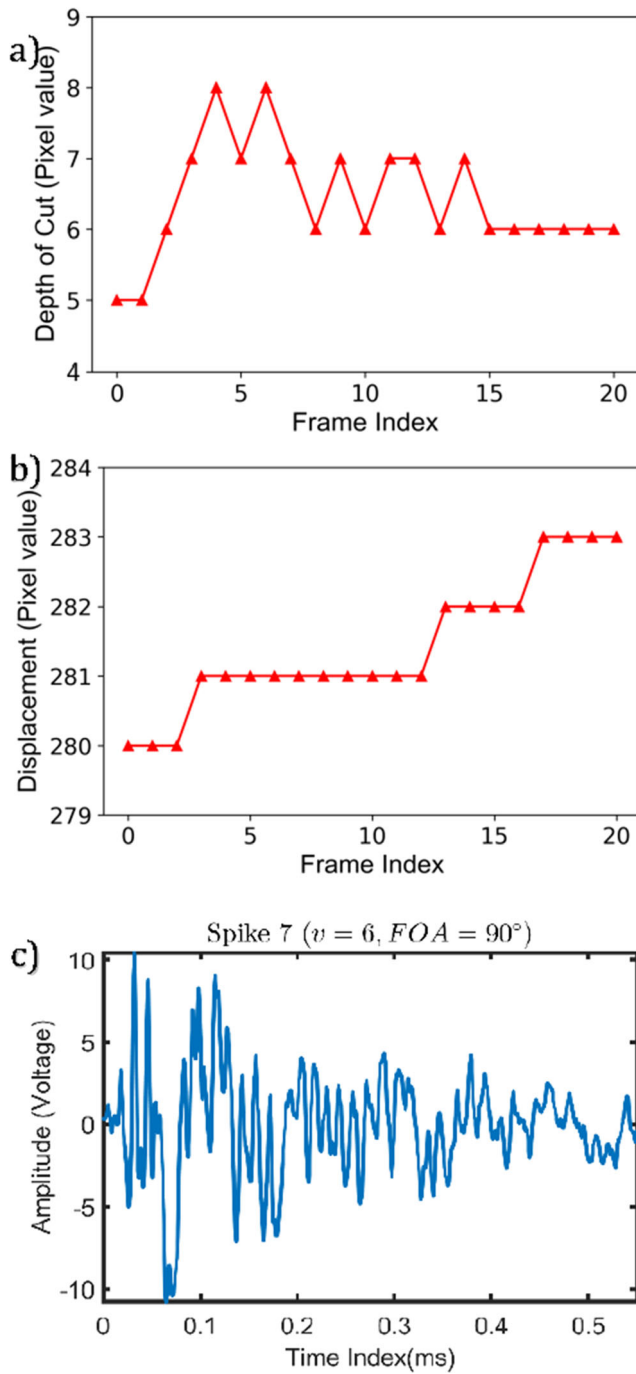 a)
Depth of Cut (Pixel value)
9
8
7
6
5
4
0 5 10 15 20
Frame Index
b)
Displacement (Pixel value)
284
283
282
281
280
279
0 5 10 15 20
Frame Index
Spike 7 (v = 6, FOA = 90°)
c)
Amplitude (Voltage)
10
5
0
-5
-10
0 0.1 0.2 0.3 0.4 0.5
Time Index(ms)